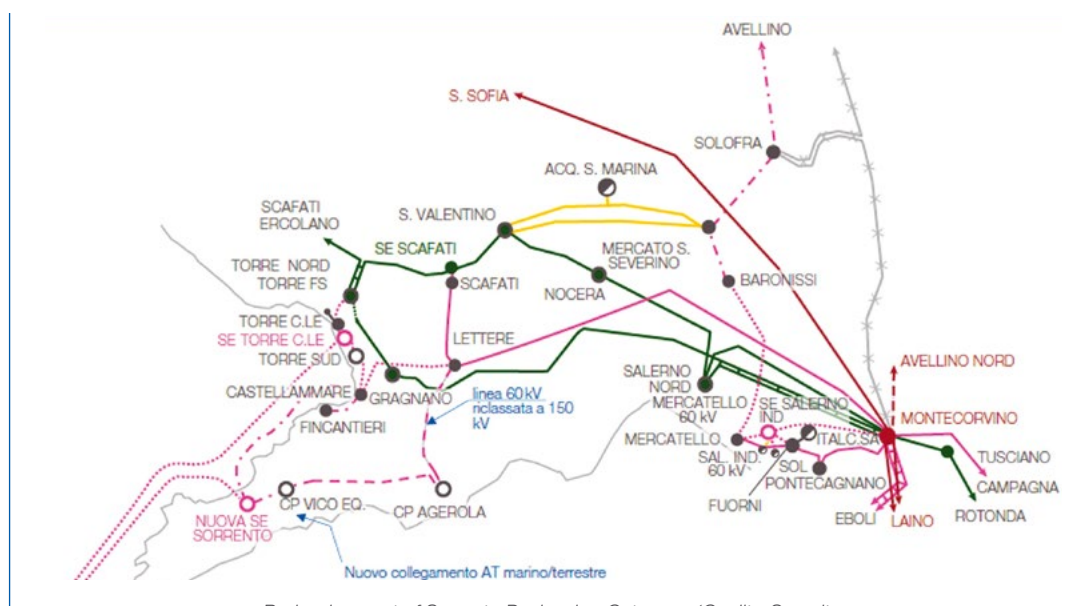 AVELLINO
S. SOFIA
SOLOFRA
ACQ. S. MARINA
SCAFATI
ERCOLANO
S. VALENTINO
SE SCAFATI
MERCATO S.
SEVERINO
TORRE NORD
TORRE FS
SCAFATI
NOCERA
BARONISSI
TORRE C.LE
SE TORRE C.LE
LETTERE
TORRE SUD
AVELLINO NORD
CASTELLAMMARE
GRAGNANO
linea 60 kV
riclassata a 150
kV
SALERNO
NORD
MERCATELLO
60 kV
SE SALERNO
IND
MONTECORVINO
FINCANTIERI
MERCATELLO
ITALC.SA
SAL. IND.
60 kV
SOL
PONTECAGNANO
TUSCIANO
CAMPAGNA
FUORNI
CP VICO EQ.
CP AGEROLA
NUOVA SE
SORRENTO
EBOLI
LAINO
ROTONDA
Nuovo collegamento AT marino/terrestre